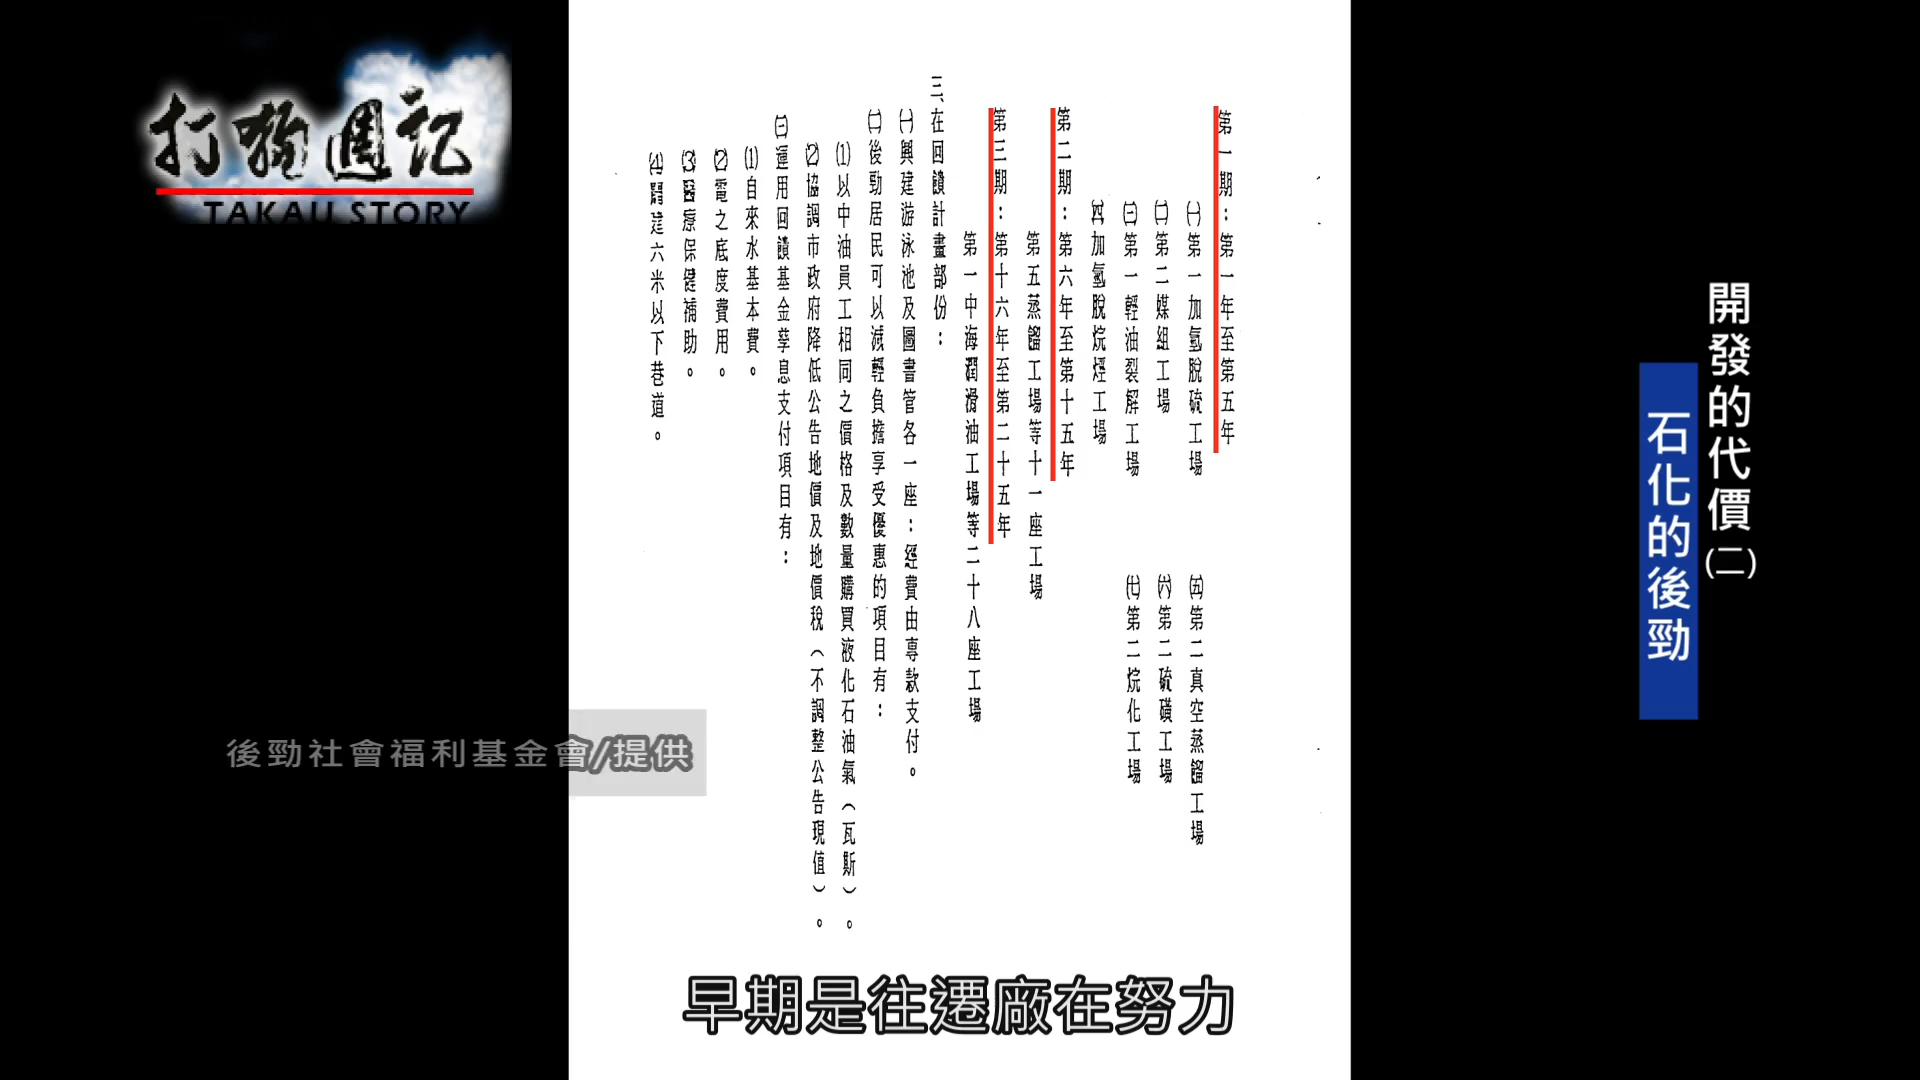 打狗週記
TAKAU STORY
開發的代價(二)
石化的後勁
第一期：第一年至第五年
㈠第一加氫脫硫工場
㈤第二真空蒸餾工場
㈡第二媒組工場
㈥第二硫磺工場
㈢第一輕油裂解工場
㈦第二烷化工場
㈣加氫脫烷烴工場
第二期：第六年至第十五年
第五蒸餾工場等十一座工場
第三期：第十六年至第二十五年
第一中海潤滑油工場等二十八座工場
三、在回饋計畫部份：
㈠興建游泳池及圖書管各一座：經費由專款支付。
㈡後勁居民可以減輕負擔享受優惠的項目有：
⑴以中油員工相同之價格及數量購買液化石油氣（瓦斯）。
⑵協調市政府降低公告地價及地價稅（不調整公告現值）。
㈢運用回饋基金孳息支付項目有：
⑴自來水基本費。
⑵電之底度費用。
⑶醫療保健補助。
⑷闢建六米以下巷道。
後勁社會福利基金會/提供
早期是往遷廠在努力